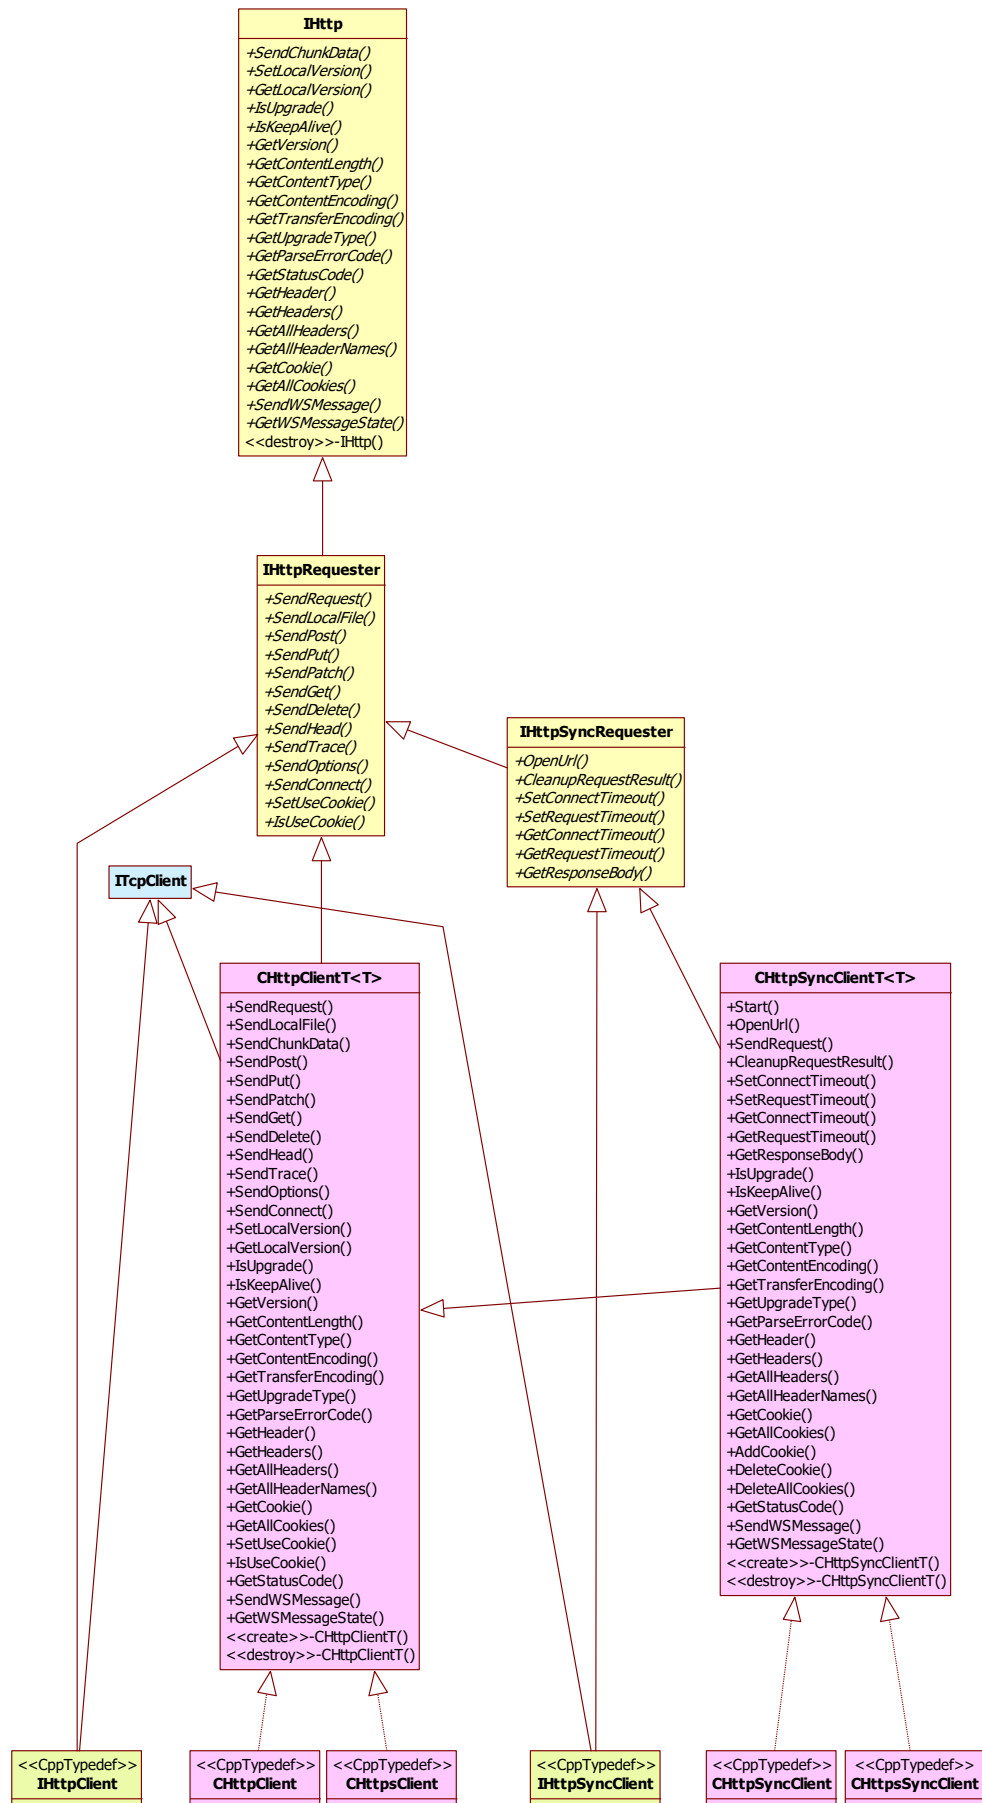 IHttp
+SendChunkData()
+SetLocalVersion()
+GetLocalVersion()
+IsUpgrade()
+IsKeepAlive()
+GetVersion()
+GetContentLength()
+GetContentType()
+GetContentEncoding()
+GetTransferEncoding()
+GetUpgradeType()
+GetParseErrorCode()
+GetStatusCode()
+GetHeader()
+GetHeaders()
+GetAllHeaders()
+GetAllHeaderNames()
+GetCookie()
+GetAllCookies()
+SendWSMessage()
+GetWSMessageState()
<<destroy>>-IHttp()
IHttpRequester
+SendRequest()
+SendLocalFile()
+SendPost()
+SendPut()
+SendPatch()
+SendGet()
+SendDelete()
+SendHead()
+SendTrace()
+SendOptions()
+SendConnect()
+SetUseCookie()
+IsUseCookie()
IHttpSyncRequester
+OpenUrl()
+CleanupRequestResult()
+SetConnectTimeout()
+SetRequestTimeout()
+GetConnectTimeout()
+GetRequestTimeout()
+GetResponseBody()
ITcpClient
CHttpClientT<T>
+SendRequest()
+SendLocalFile()
+SendChunkData()
+SendPost()
+SendPut()
+SendPatch()
+SendGet()
+SendDelete()
+SendHead()
+SendTrace()
+SendOptions()
+SendConnect()
+SetLocalVersion()
+GetLocalVersion()
+IsUpgrade()
+IsKeepAlive()
+GetVersion()
+GetContentLength()
+GetContentType()
+GetContentEncoding()
+GetTransferEncoding()
+GetUpgradeType()
+GetParseErrorCode()
+GetHeader()
+GetHeaders()
+GetAllHeaders()
+GetAllHeaderNames()
+GetCookie()
+GetAllCookies()
+SetUseCookie()
+IsUseCookie()
+GetStatusCode()
+SendWSMessage()
+GetWSMessageState()
<<create>>-CHttpClientT()
<<destroy>>-CHttpClientT()
CHttpSyncClientT<T>
+Start()
+OpenUrl()
+SendRequest()
+CleanupRequestResult()
+SetConnectTimeout()
+SetRequestTimeout()
+GetConnectTimeout()
+GetRequestTimeout()
+GetResponseBody()
+IsUpgrade()
+IsKeepAlive()
+GetVersion()
+GetContentLength()
+GetContentType()
+GetContentEncoding()
+GetTransferEncoding()
+GetUpgradeType()
+GetParseErrorCode()
+GetHeader()
+GetHeaders()
+GetAllHeaders()
+GetAllHeaderNames()
+GetCookie()
+GetAllCookies()
+AddCookie()
+DeleteCookie()
+DeleteAllCookies()
+GetStatusCode()
+SendWSMessage()
+GetWSMessageState()
<<create>>-CHttpSyncClientT()
<<destroy>>-CHttpSyncClientT()
<<CppTypedef>>
IHttpClient
<<CppTypedef>>
CHttpClient
<<CppTypedef>>
CHttpsClient
<<CppTypedef>>
IHttpSyncClient
<<CppTypedef>>
CHttpSyncClient
<<CppTypedef>>
CHttpsSyncClient